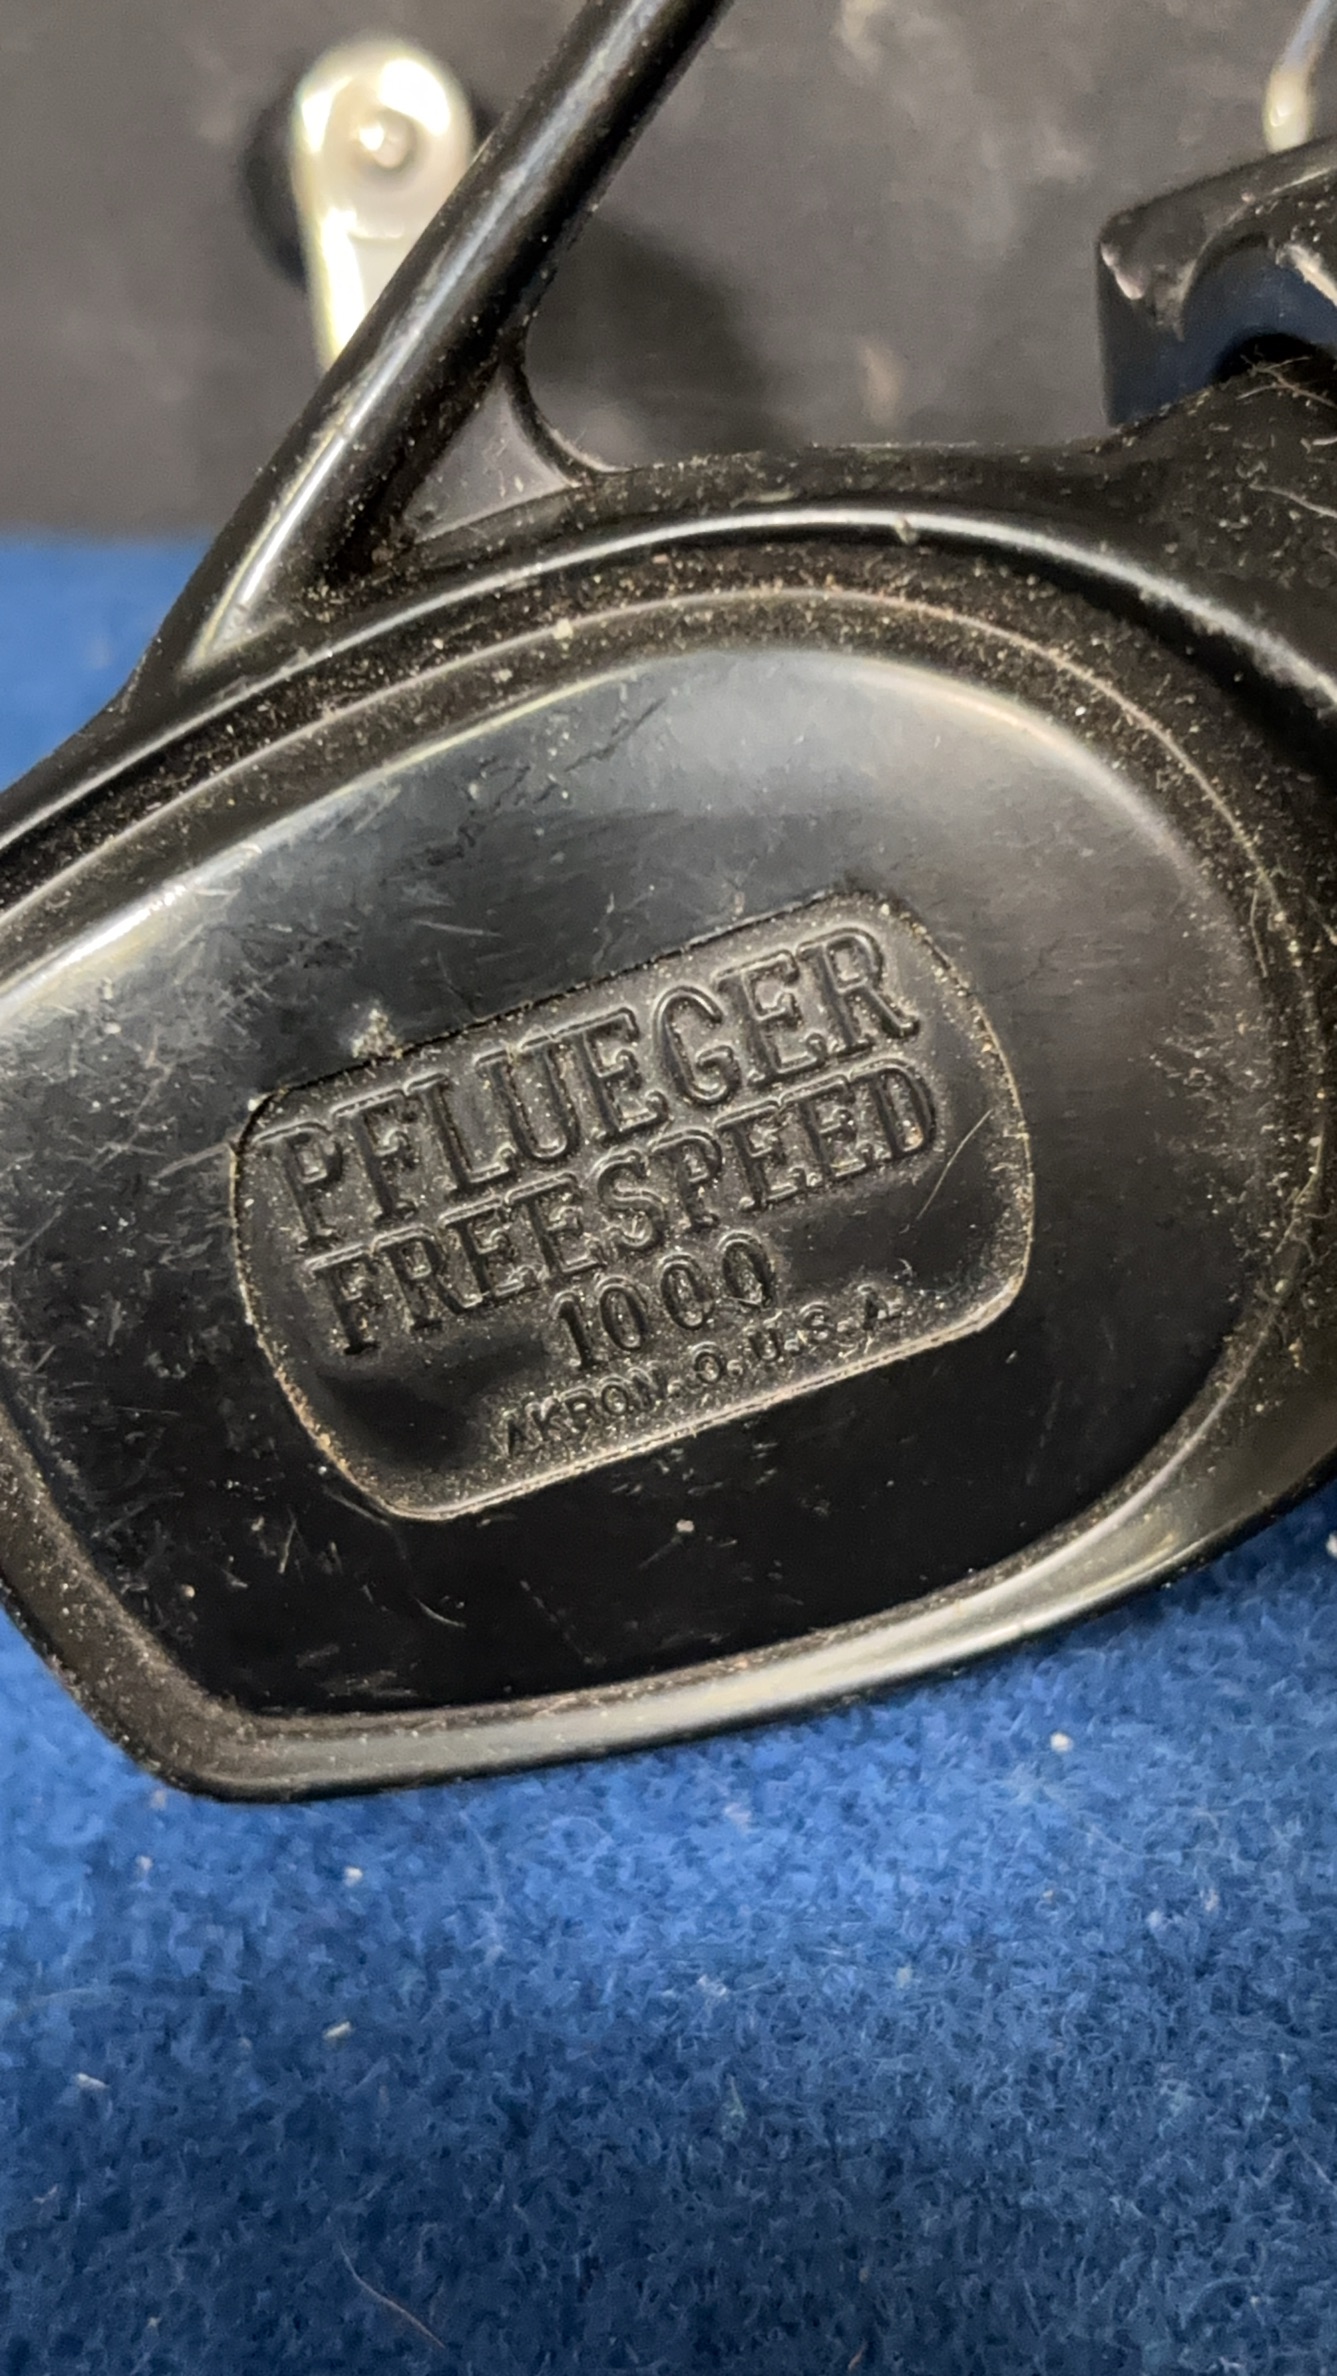 PFLUEGER
FREESPEED
1000
AKRON. O. U.S.A.